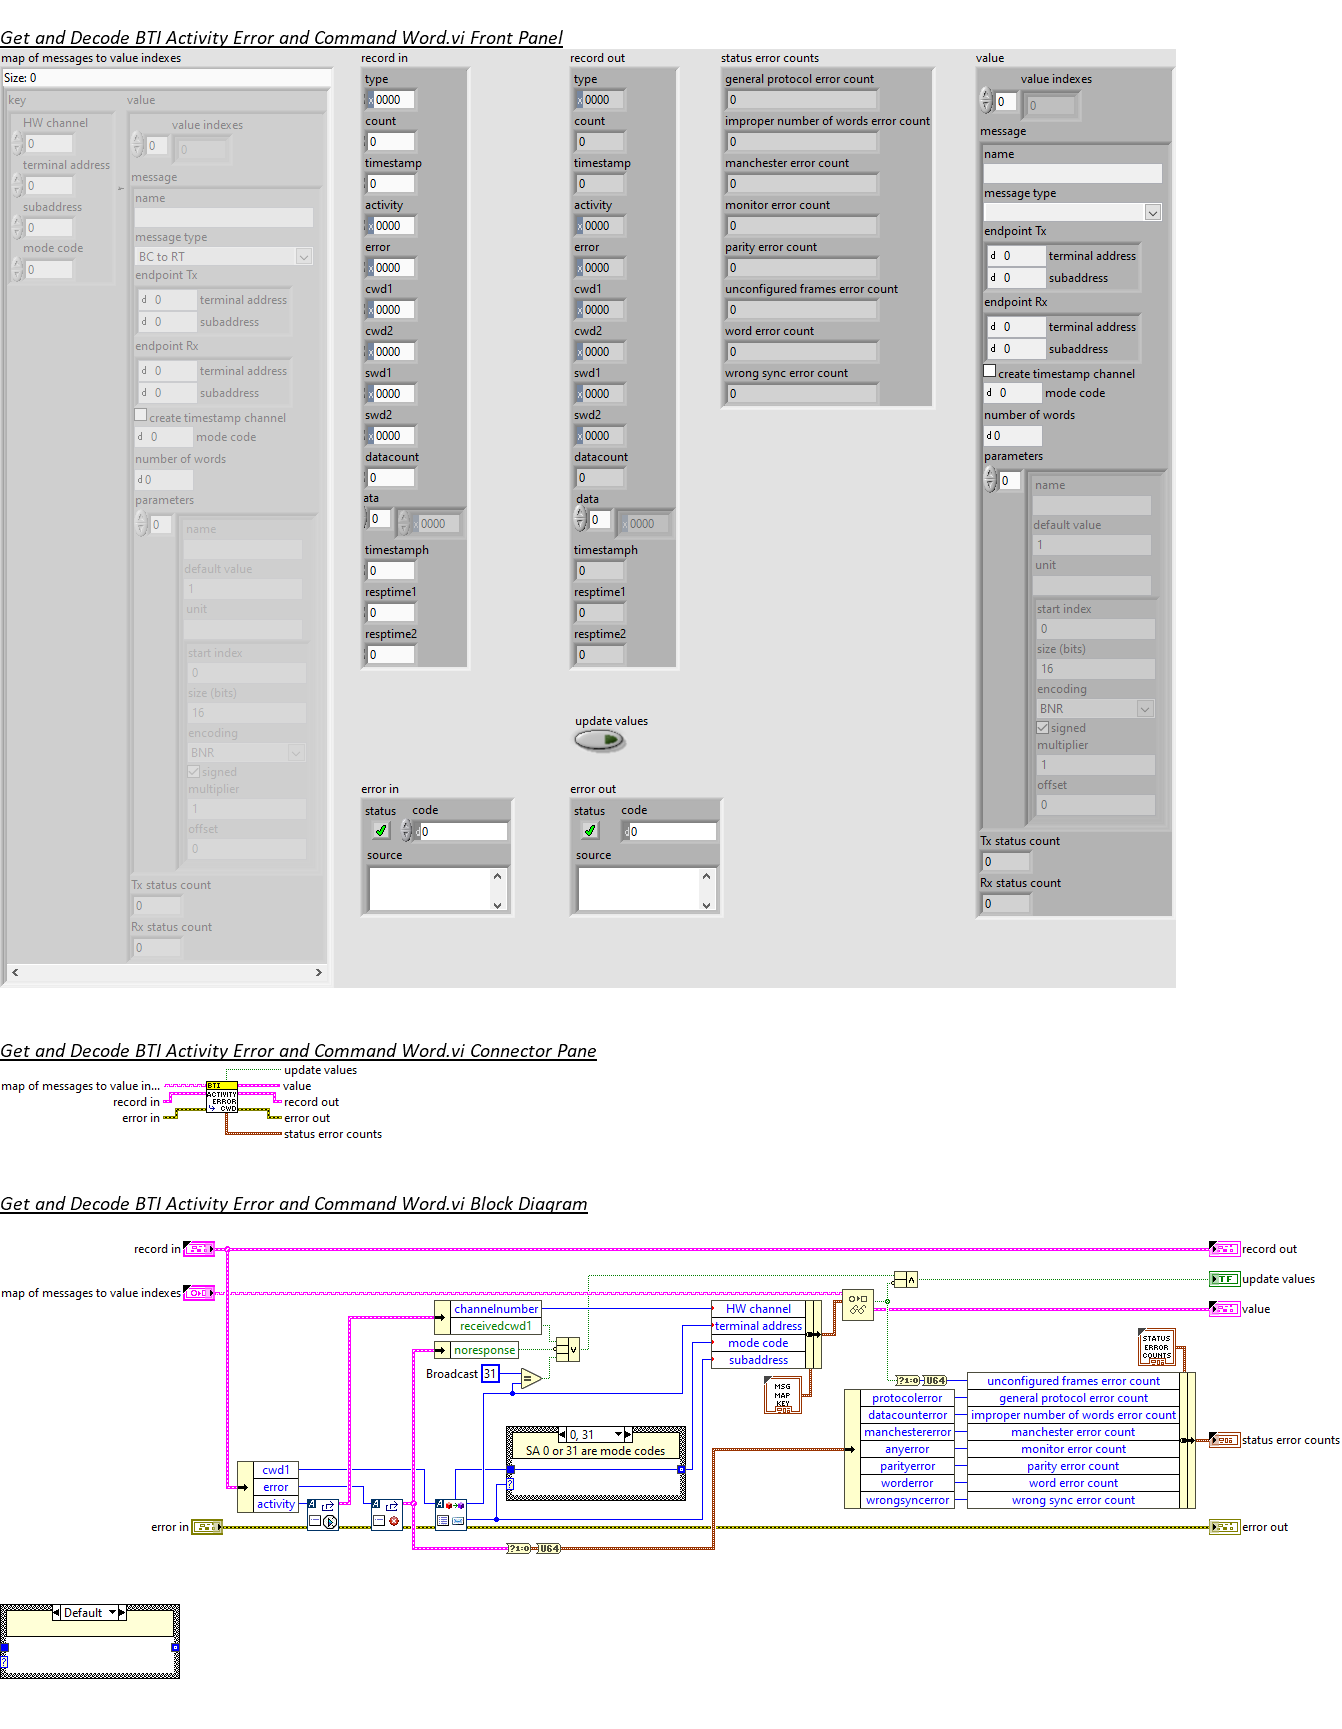 Get and Decode BTI Activity Error and Command Word.vi Front Panel
map of messages to value indexes
Size: 0
key
HW channel
0
terminal address
0
subaddress
0
mode code
0
value
value indexes
0
0
message
name
message type
BC to RT
endpoint Tx
d 0 terminal address
d 0 subaddress
endpoint Rx
d 0 terminal address
d 0 subaddress
create timestamp channel
d 0 mode code
number of words
d 0
parameters
0
name
default value
1
unit
start index
0
size (bits)
16
encoding
BNR
signed
multiplier
1
offset
0
Tx status count
0
Rx status count
0
record in
type
x 0000
count
0
timestamp
0
activity
x 0000
error
x 0000
cwd1
x 0000
cwd2
x 0000
swd1
x 0000
swd2
x 0000
datacount
0
ata
0
x 0000
timestamph
0
resptime1
0
resptime2
0
record out
type
x 0000
count
0
timestamp
0
activity
x 0000
error
x 0000
cwd1
x 0000
cwd2
x 0000
swd1
x 0000
swd2
x 0000
datacount
0
data
0
x 0000
timestamph
0
resptime1
0
resptime2
0
update values
error in
status code
d 0
source
error out
status code
d 0
source
status error counts
general protocol error count
0
improper number of words error count
0
manchester error count
0
monitor error count
0
parity error count
0
unconfigured frames error count
0
word error count
0
wrong sync error count
0
value
value indexes
0
0
message
name
message type
endpoint Tx
d 0 terminal address
d 0 subaddress
endpoint Rx
d 0 terminal address
d 0 subaddress
create timestamp channel
d 0 mode code
number of words
d 0
parameters
0
name
default value
1
unit
start index
0
size (bits)
16
encoding
BNR
signed
multiplier
1
offset
0
Tx status count
0
Rx status count
0
Get and Decode BTI Activity Error and Command Word.vi Connector Pane
update values
map of messages to value in...
value
record in
record out
error in
error out
status error counts
BTI
ACTIVITY
ERROR
CWD
Get and Decode BTI Activity Error and Command Word.vi Block Diagram
record in
record out
map of messages to value indexes
update values
value
TF
channelnumber
receivedcwd1
noresponse
Broadcast 31
HW channel
terminal address
mode code
subaddress
MSG
MAP
KEY
STATUS
ERROR
COUNTS
0, 31
SA 0 or 31 are mode codes
?
cwd1
error
activity
error in
?1:0 U64
?1:0 U64
protocolerror
datacounterror
manchestererror
anyerror
parityerror
worderror
wrongsyncerror
unconfigured frames error count
general protocol error count
improper number of words error count
manchester error count
monitor error count
parity error count
word error count
wrong sync error count
status error counts
error out
Default
?